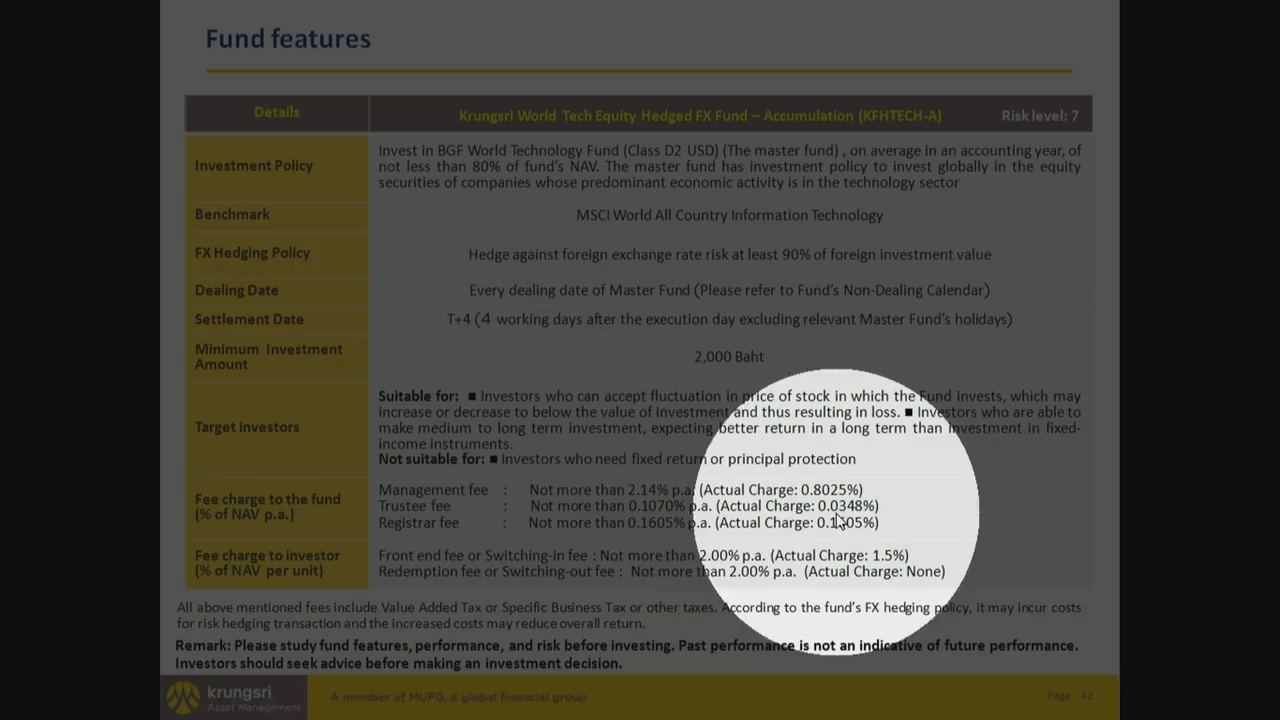 Fund features
Details
Krungsri World Tech Equity Hedged FX Fund – Accumulation (KFHTECH-A)
Risk level: 7
Investment Policy
Invest in BGF World Technology Fund (Class D2 USD) (The master fund) , on average in an accounting year, of
not less than 80% of fund's NAV. The master fund has investment policy to invest globally in the equity
securities of companies whose predominant economic activity is in the technology sector
Benchmark
MSCI World All Country Information Technology
FX Hedging Policy
Hedge against foreign exchange rate risk at least 90% of foreign investment value
Dealing Date
Every dealing date of Master Fund (Please refer to Fund's Non-Dealing Calendar)
Settlement Date
T+4 (4 working days after the execution day excluding relevant Master Fund's holidays)
Minimum Investment
Amount
2,000 Baht
Target investors
Suitable for: ■ Investors who can accept fluctuation in price of stock in which the Fund invests, which may
increase or decrease to below the value of investment and thus resulting in loss. ■ Investors who are able to
make medium to long term investment, expecting better return in a long term than investment in fixed-
income instruments.
Not suitable for: ■ Investors who need fixed return or principal protection
Fee charge to the fund
(% of NAV p.a.)
Management fee : Not more than 2.14% p.a. (Actual Charge: 0.8025%)
Trustee fee : Not more than 0.1070% p.a. (Actual Charge: 0.0348%)
Registrar fee : Not more than 0.1605% p.a. (Actual Charge: 0.1605%)
Fee charge to investor
(% of NAV per unit)
Front end fee or Switching-in fee : Not more than 2.00% p.a. (Actual Charge: 1.5%)
Redemption fee or Switching-out fee : Not more than 2.00% p.a. (Actual Charge: None)
All above mentioned fees include Value Added Tax or Specific Business Tax or other taxes. According to the fund's FX hedging policy, it may incur costs
for risk hedging transaction and the increased costs may reduce overall return.
Remark: Please study fund features, performance, and risk before investing. Past performance is not an indicative of future performance.
Investors should seek advice before making an investment decision.
krungsri
Asset Management
A member of MUFG, a global financial group
Page 42